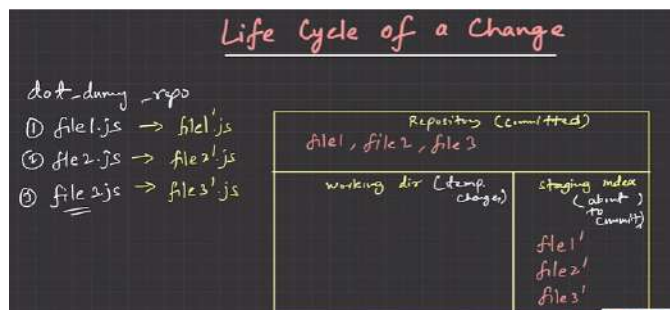 Life Cycle of a Change
dot_dummy_repo
① file1.js → file1'.js
② file2.js → file2'.js
③ file3.js → file3'.js
Repository (committed)
file1, file2, file3
working dir (temp. changes)
staging index
(about to commit)
file1'
file2'
file3'